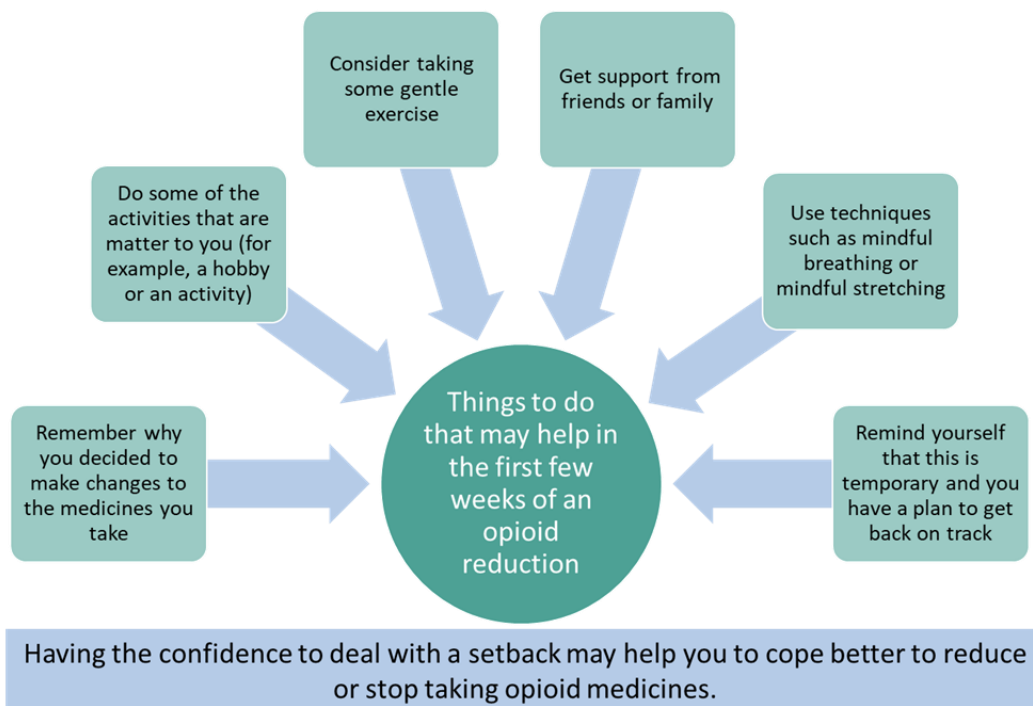 Consider taking
some gentle
exercise
Get support from
friends or family
Do some of the
activities that are
matter to you (for
example, a hobby
or an activity)
Use techniques
such as mindful
breathing or
mindful stretching
Remember why
you decided to
make changes to
the medicines you
take
Things to do
that may help in
the first few
weeks of an
opioid
reduction
Remind yourself
that this is
temporary and you
have a plan to get
back on track
Having the confidence to deal with a setback may help you to cope better to reduce
or stop taking opioid medicines.